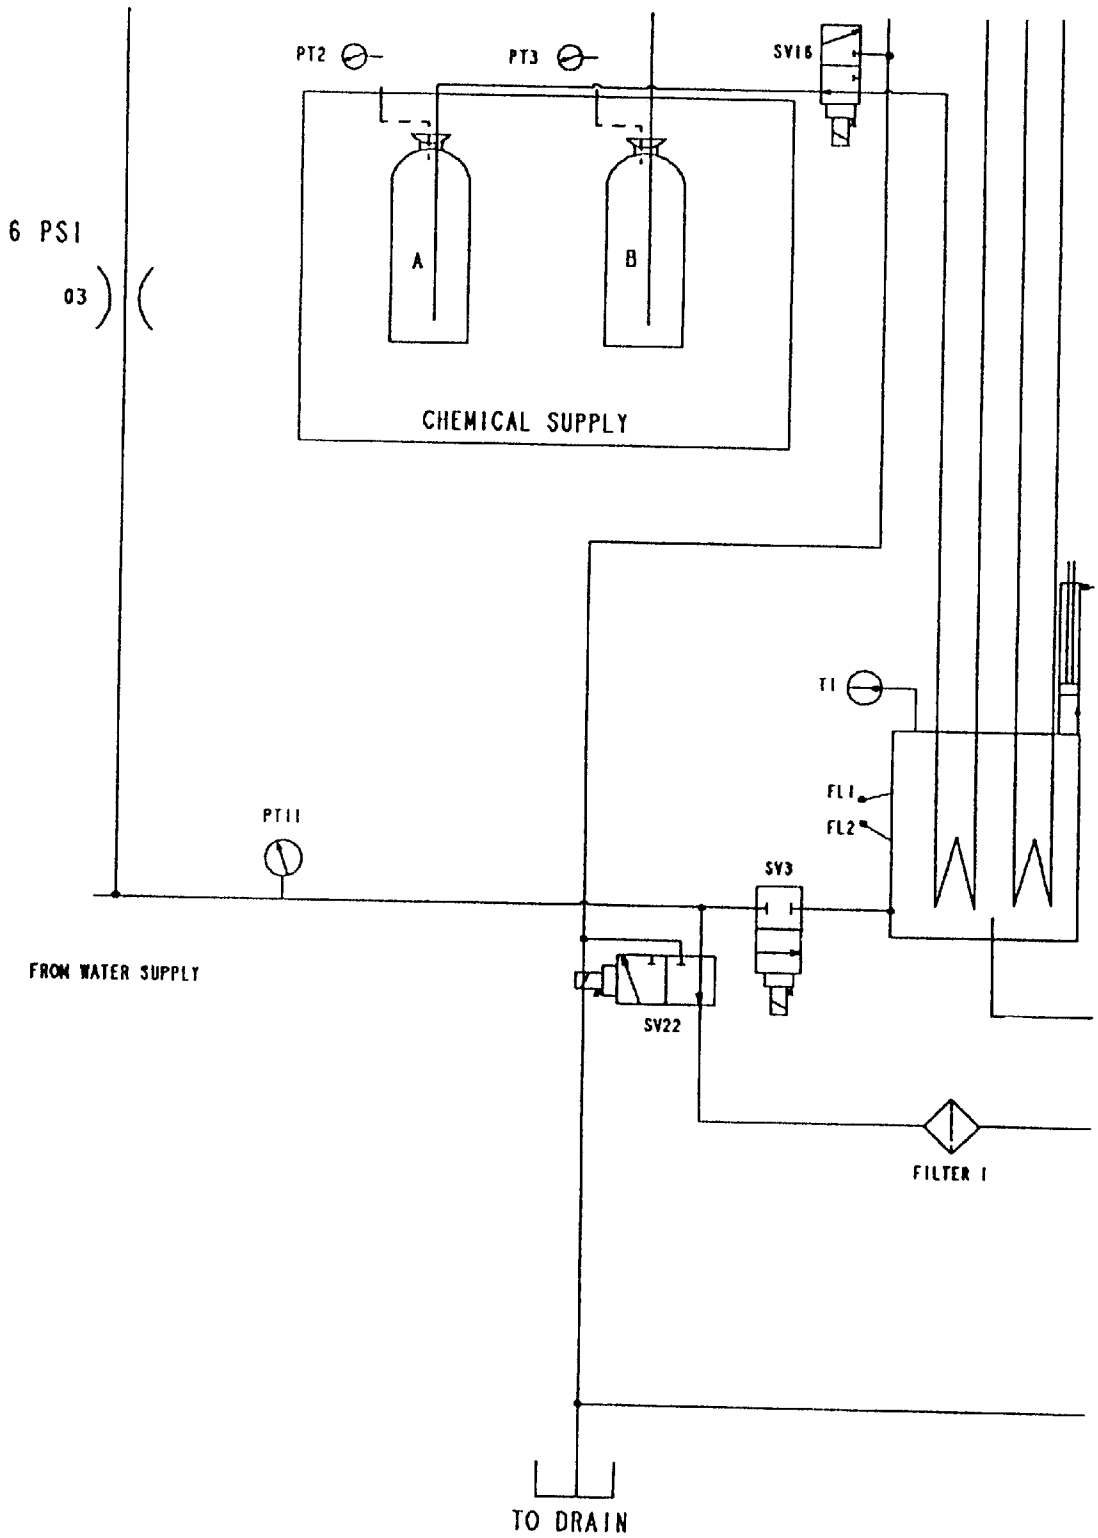 PT2
PT3
SV16
6 PSI
03
A
B
CHEMICAL SUPPLY
T1
FL1
FL2
PT11
SV3
FROM WATER SUPPLY
SV22
FILTER 1
TO DRAIN